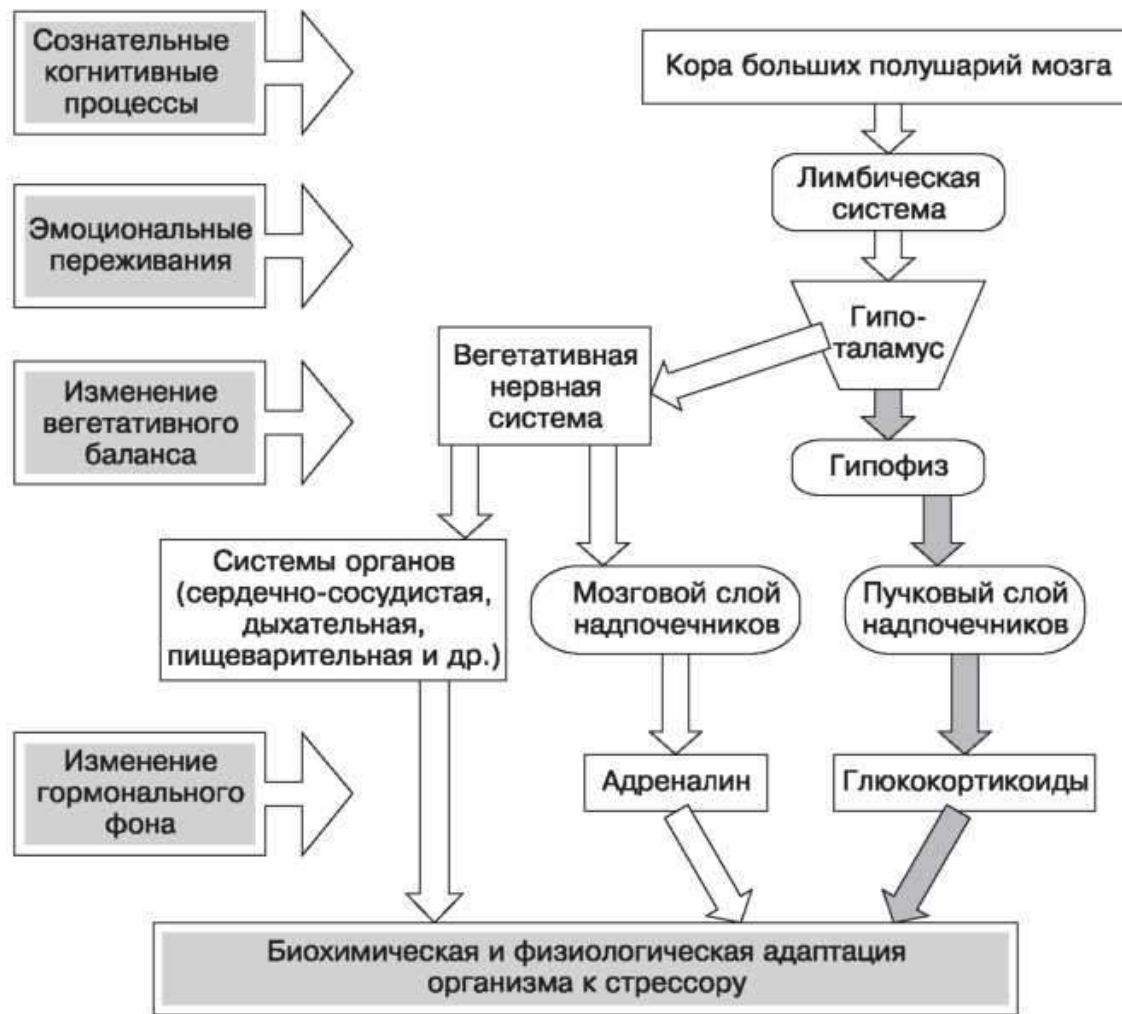 Сознательные
когнитивные
процессы
Кора больших полушарий мозга
Лимбическая
система
Эмоциональные
переживания
Гипо-
таламус
Вегетативная
нервная
система
Изменение
вегетативного
баланса
Гипофиз
Системы органов
(сердечно-сосудистая,
дыхательная,
пищеварительная и др.)
Мозговой слой
надпочечников
Пучковый слой
надпочечников
Изменение
гормонального
фона
Адреналин
Глюкокортикоиды
Биохимическая и физиологическая адаптация
организма к стрессору